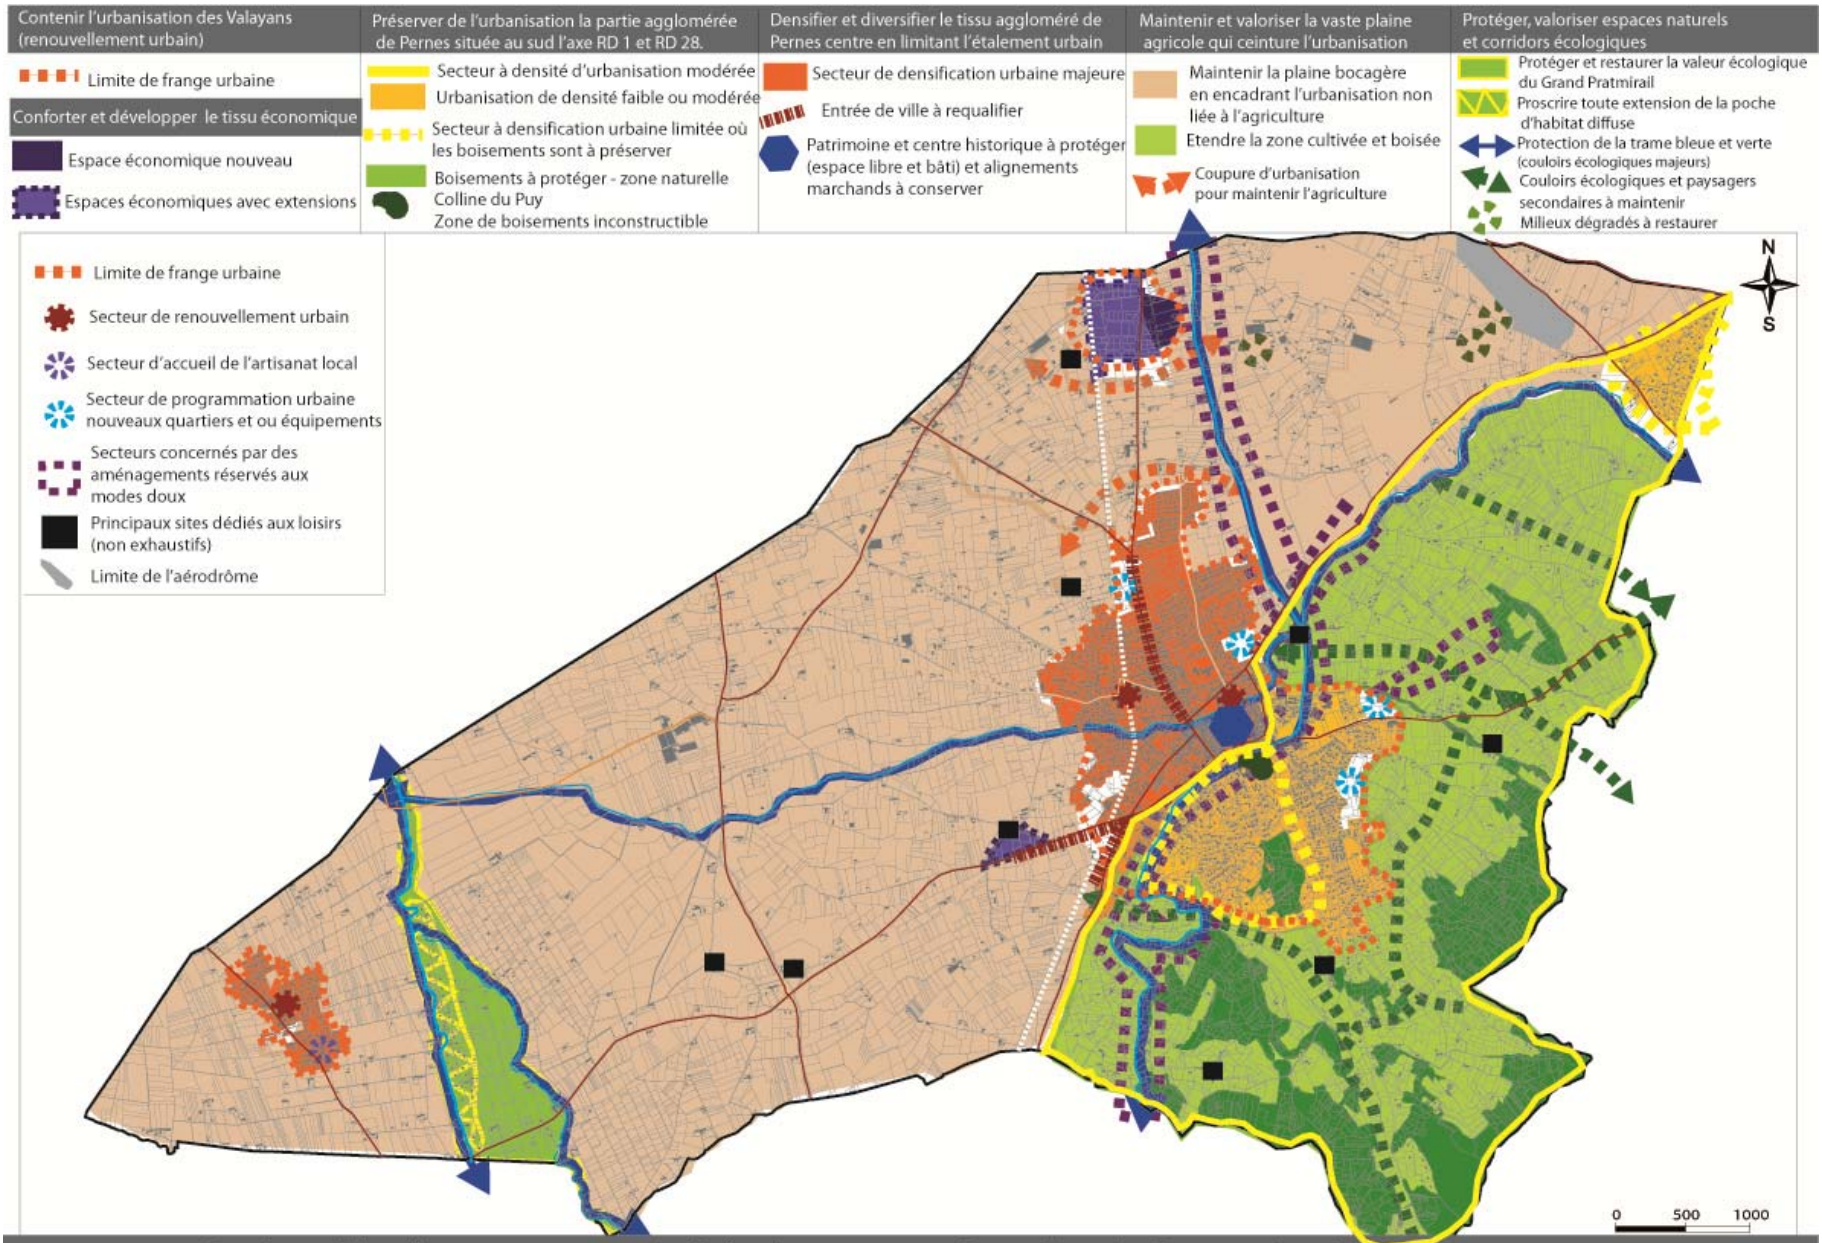 Contenir l'urbanisation des Valayans
(renouvellement urbain)
Limite de frange urbaine
Conforter et développer le tissu économique
Espace économique nouveau
Espaces économiques avec extensions
Préserver de l'urbanisation la partie agglomérée
de Pernes située au sud l'axe RD 1 et RD 28.
Secteur à densité d'urbanisation modérée
Urbanisation de densité faible ou modérée
Secteur à densification urbaine limitée où
les boisements sont à préserver
Boisements à protéger - zone naturelle
Colline du Puy
Zone de boisements inconstructible
Densifier et diversifier le tissu aggloméré de
Pernes centre en limitant l'étalement urbain
Secteur de densification urbaine majeure
Entrée de ville à requalifier
Patrimoine et centre historique à protéger
(espace libre et bâti) et alignements
marchands à conserver
Maintenir et valoriser la vaste plaine
agricole qui ceinture l'urbanisation
Maintenir la plaine bocagère
en encadrant l'urbanisation non
liée à l'agriculture
Etendre la zone cultivée et boisée
Coupure d'urbanisation
pour maintenir l'agriculture
Protéger, valoriser espaces naturels
et corridors écologiques
Protéger et restaurer la valeur écologique
du Grand Pratmirail
Proscrire toute extension de la poche
d'habitat diffuse
Protection de la trame bleue et verte
(couloirs écologiques majeurs)
Couloirs écologiques et paysagers
secondaires à maintenir
Milieux dégradés à restaurer
Limite de frange urbaine
Secteur de renouvellement urbain
Secteur d'accueil de l'artisanat local
Secteur de programmation urbaine
nouveaux quartiers et ou équipements
Secteurs concernés par des
aménagements réservés aux
modes doux
Principaux sites dédiés aux loisirs
(non exhaustifs)
Limite de l'aérodrôme
N
S
0 500 1000